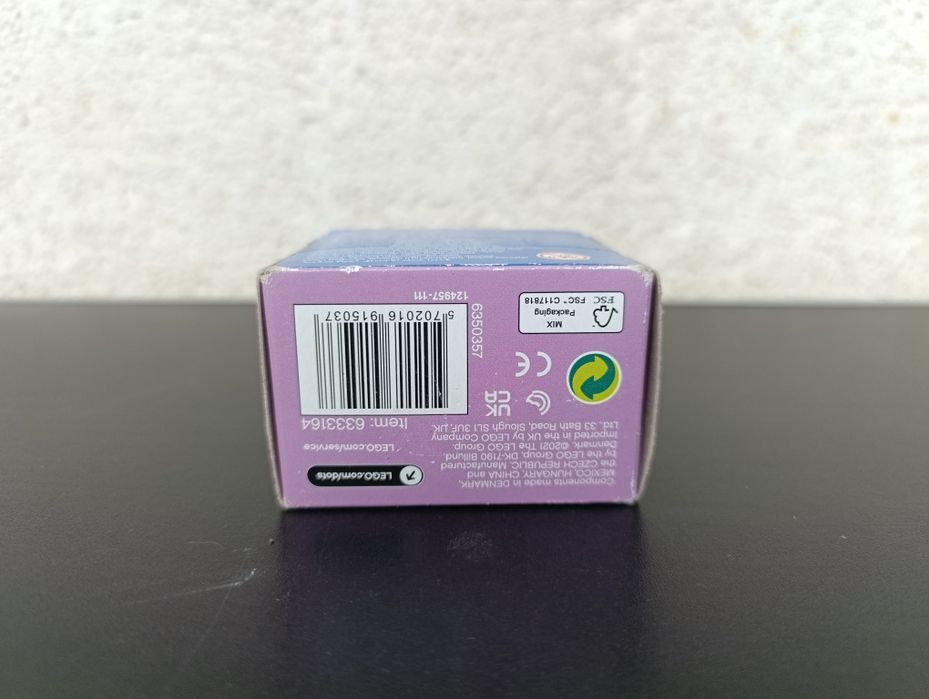 Components made in DENMARK,
MEXICO, HUNGARY, CHINA and
the CZECH REPUBLIC. Manufactured
by the LEGO Group, DK-7190 Billund,
Denmark. ©2021 The LEGO Group.
Imported in the UK by LEGO Company
Ltd., 33 Bath Road, Slough SL1 3UF, UK.
LEGO.com/dots
LEGO.com/service
Item: 6333164
UK
CA
CE
FSC
MIX
Packaging
FSC™ C117818
6350357
5 702016 915037
124957-111